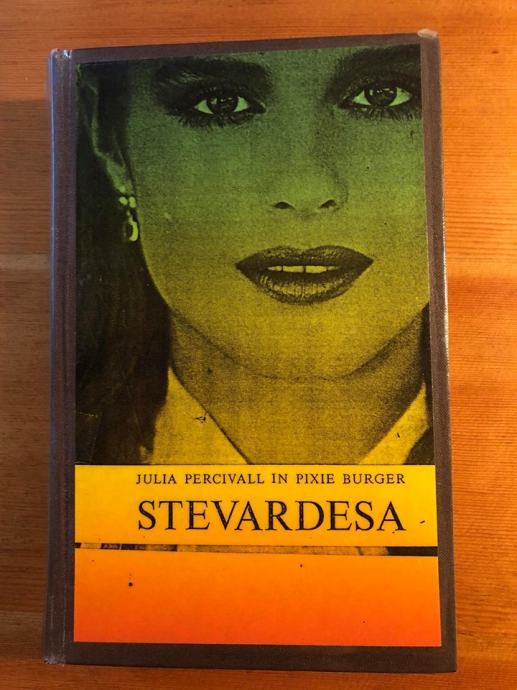 JULIA PERCIVALL IN PIXIE BURGER
STEVARDESA